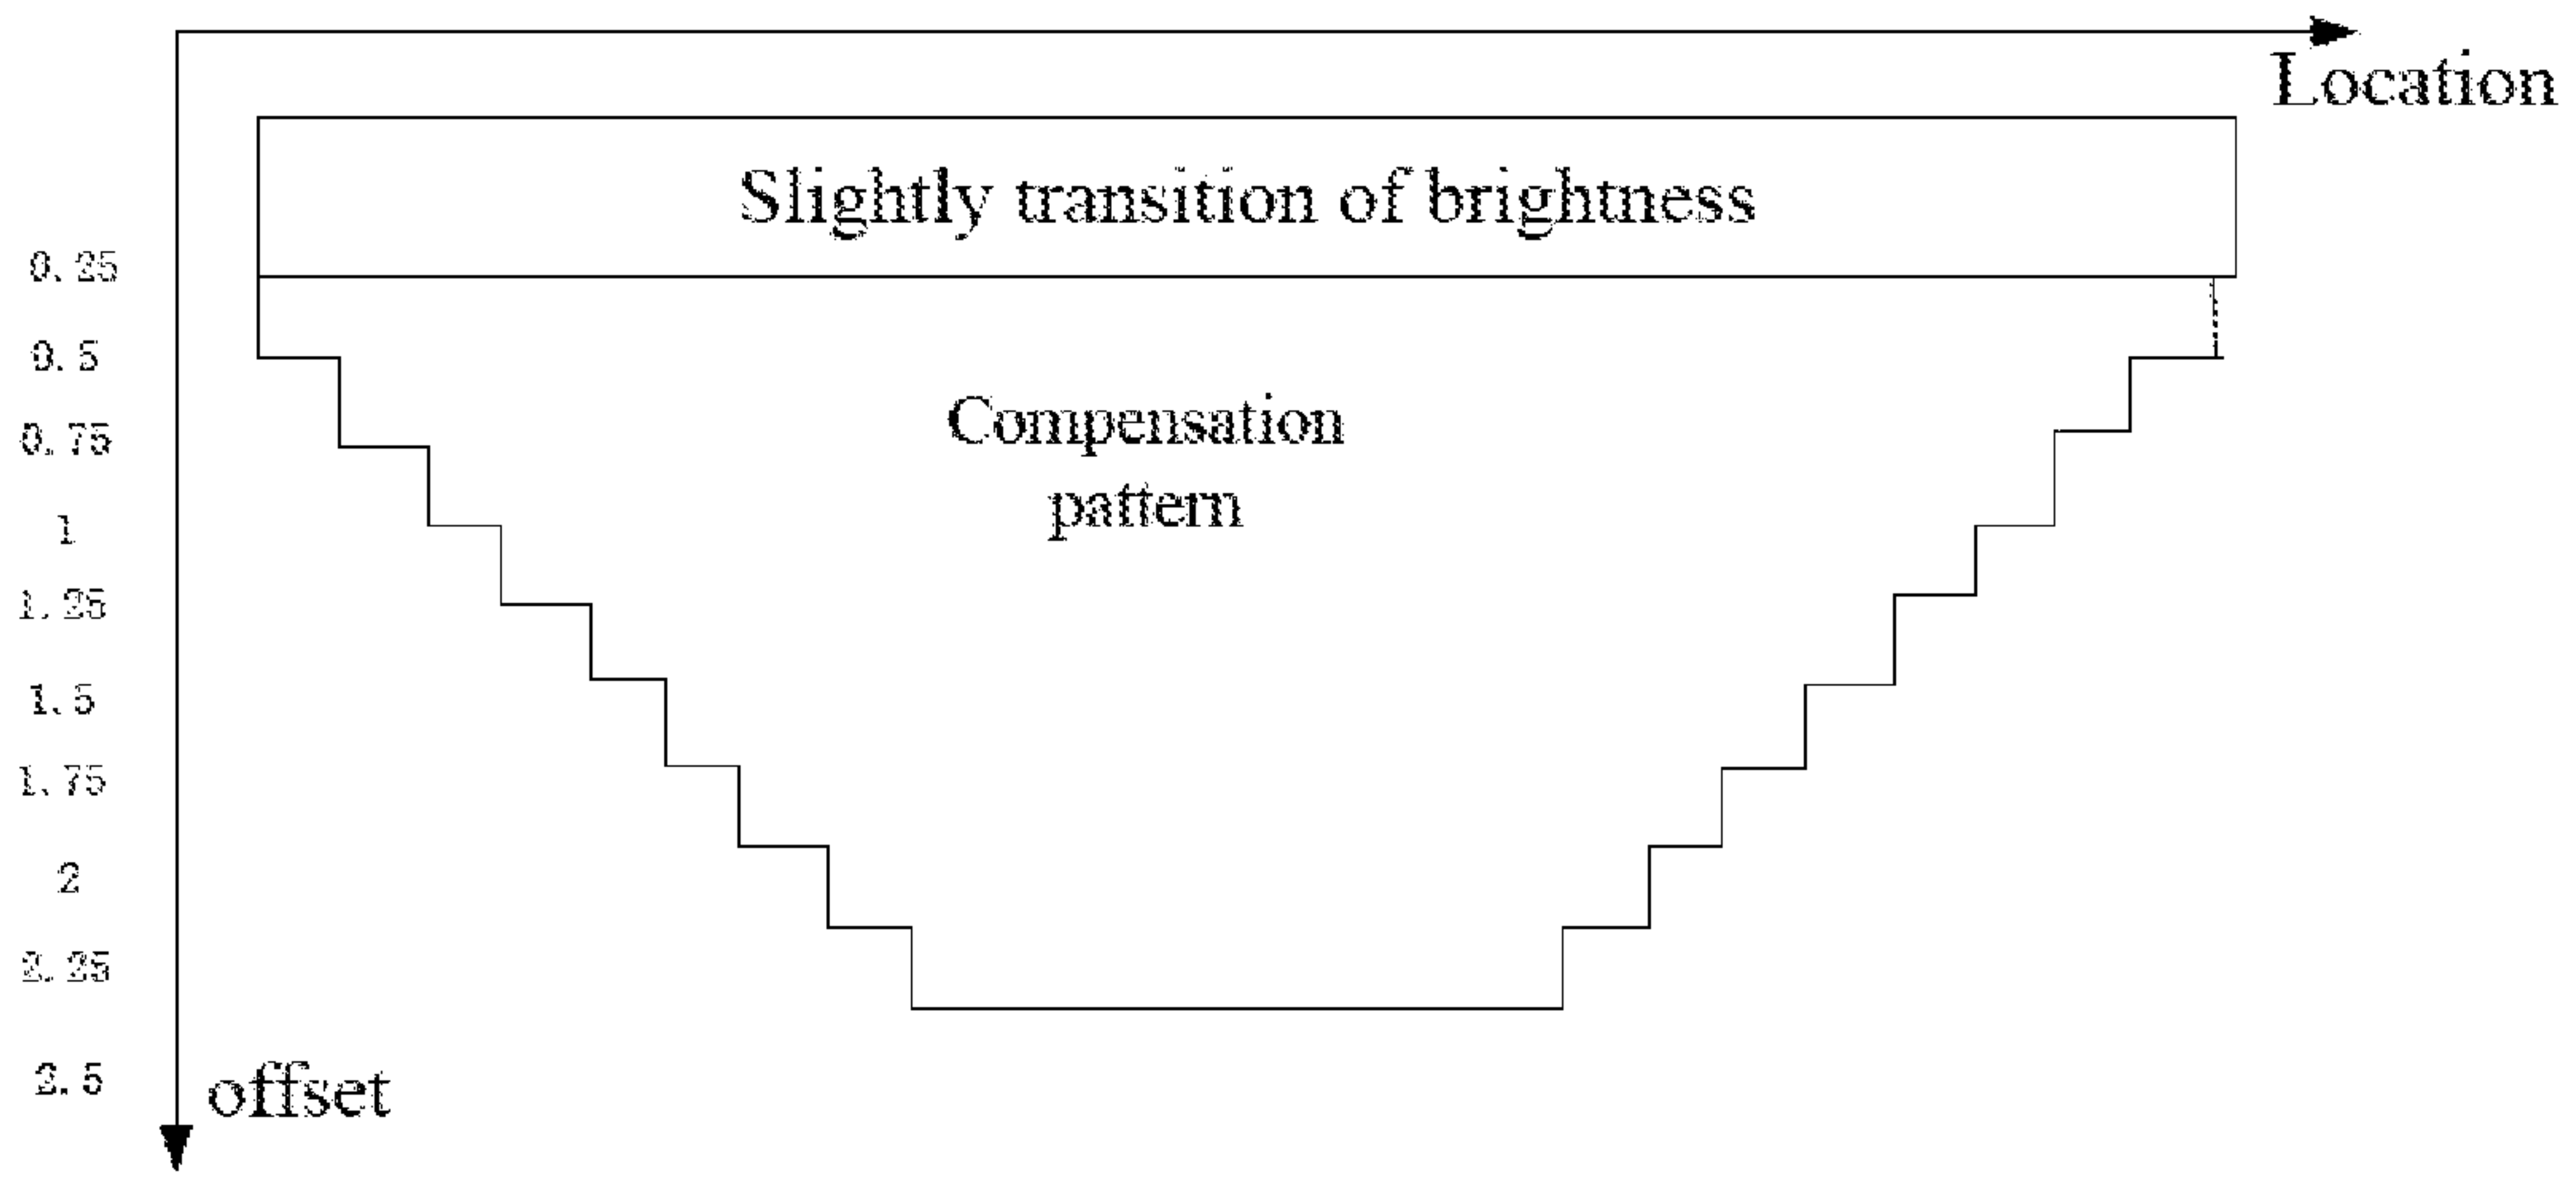 Location
Slightly transition of brightness
0.25
0.5
Compensation
0.75
pattern
1
1.25
1.5
1.75
2
2.25
2.5
offset